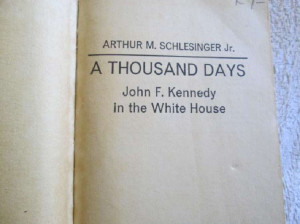 ARTHUR M. SCHLESINGER Jr.
A THOUSAND DAYS
John F. Kennedy
in the White House